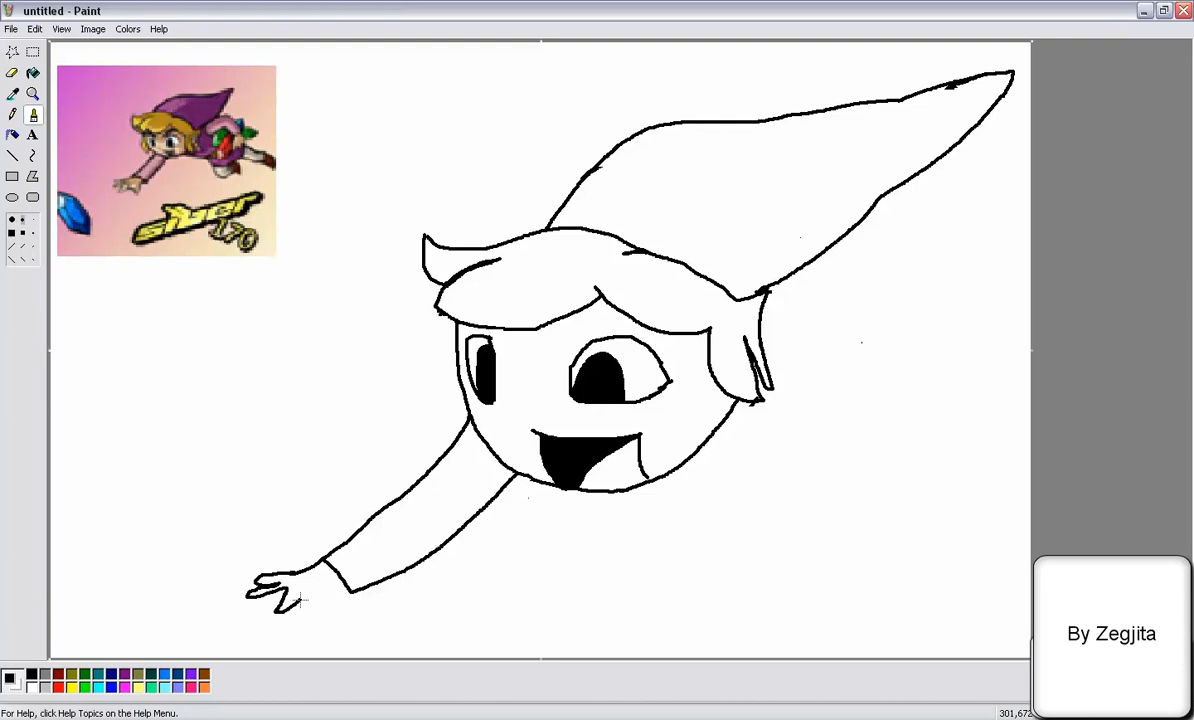 untitled - Paint
File Edit View Image Colors Help
A
silver
170
By Zegjita
For Help, click Help Topics on the Help Menu.
301,672